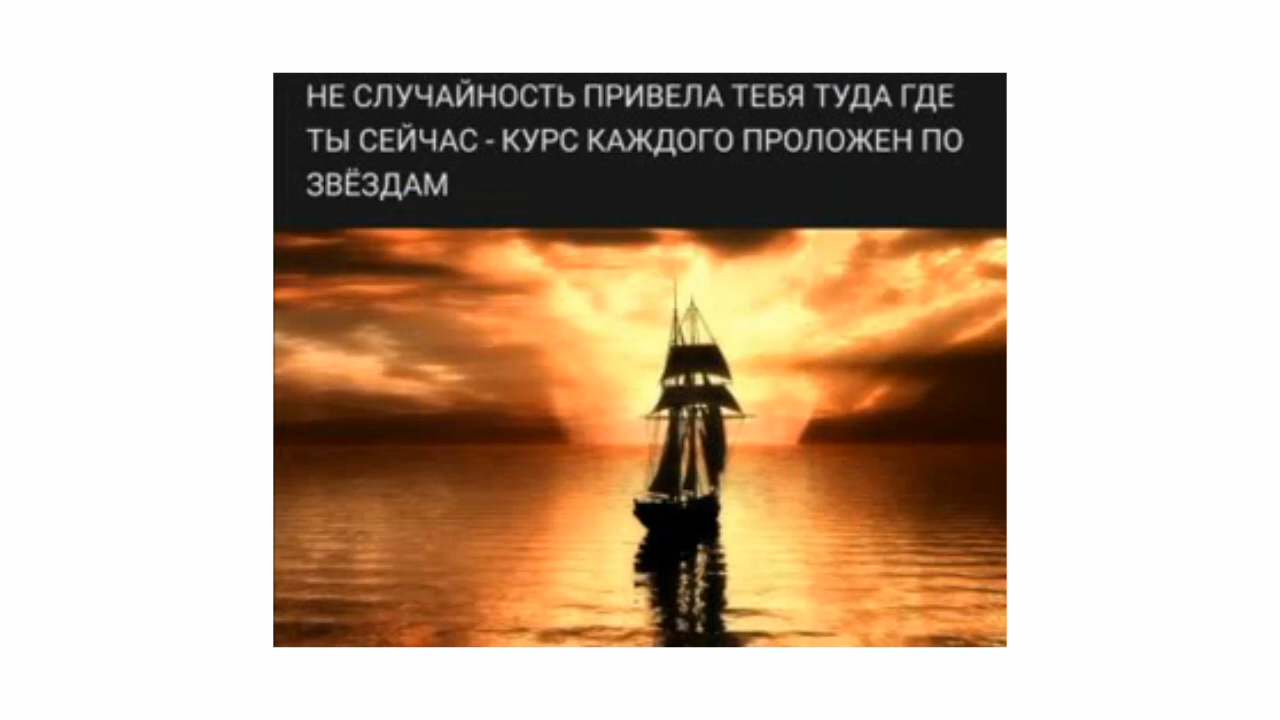 НЕ СЛУЧАЙНОСТЬ ПРИВЕЛА ТЕБЯ ТУДА ГДЕ
ТЫ СЕЙЧАС - КУРС КАЖДОГО ПРОЛОЖЕН ПО
ЗВЁЗДАМ